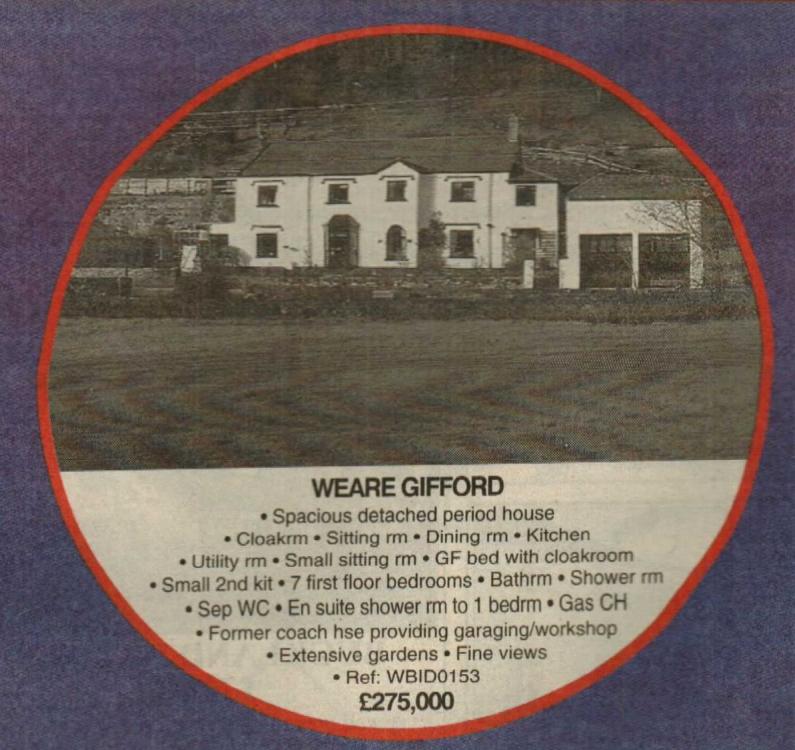 WEARE GIFFORD
• Spacious detached period house
• Cloakrm • Sitting rm • Dining rm • Kitchen
• Utility rm • Small sitting rm • GF bed with cloakroom
• Small 2nd kit • 7 first floor bedrooms • Bathrm • Shower rm
• Sep WC • En suite shower rm to 1 bedrm • Gas CH
• Former coach hse providing garaging/workshop
• Extensive gardens • Fine views
• Ref: WBID0153
£275,000